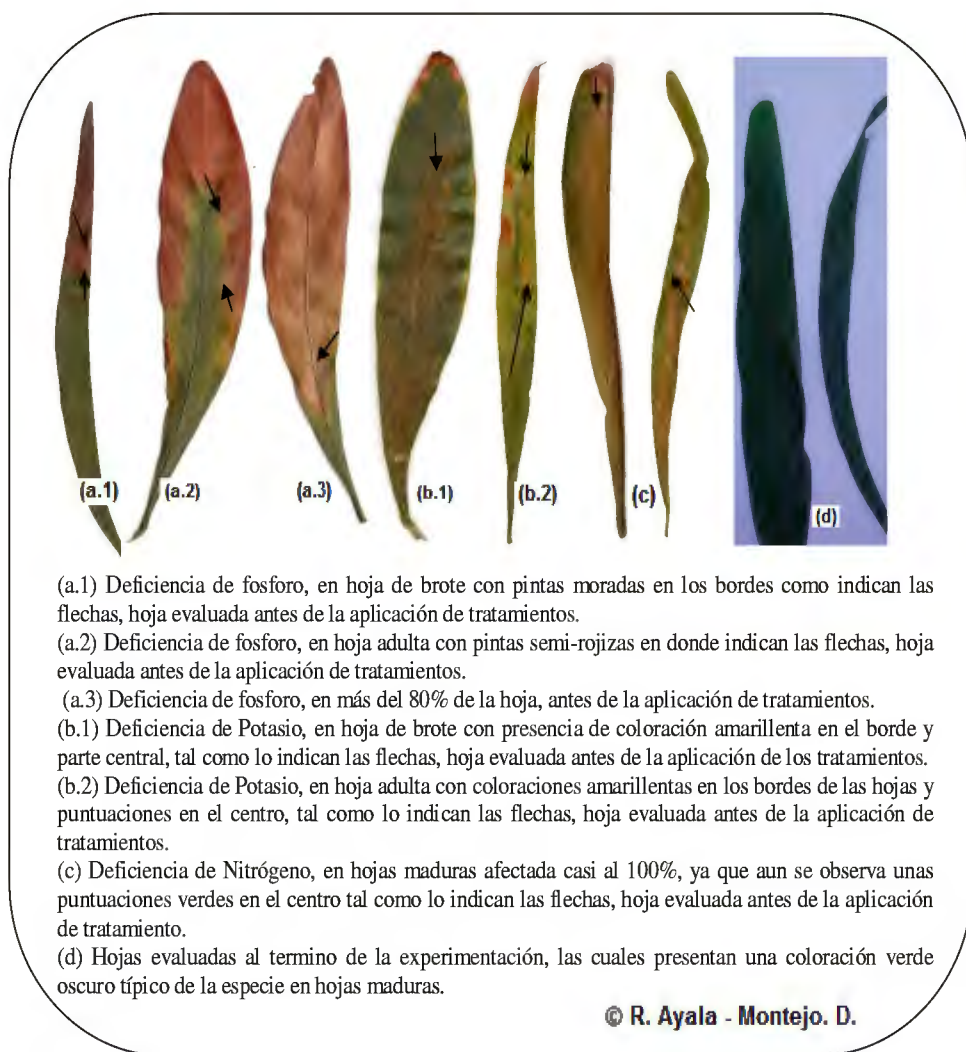 (a.1)
(a.2)
(a.3)
(b.1)
(b.2)
(c)
(d)
(a.1) Deficiencia de fosforo, en hoja de brote con pintas moradas en los bordes como indican las
flechas, hoja evaluada antes de la aplicación de tratamientos.
(a.2) Deficiencia de fosforo, en hoja adulta con pintas semi-rojizas en donde indican las flechas, hoja
evaluada antes de la aplicación de tratamientos.
(a.3) Deficiencia de fosforo, en más del 80% de la hoja, antes de la aplicación de tratamientos.
(b.1) Deficiencia de Potasio, en hoja de brote con presencia de coloración amarillenta en el borde y
parte central, tal como lo indican las flechas, hoja evaluada antes de la aplicación de los tratamientos.
(b.2) Deficiencia de Potasio, en hoja adulta con coloraciones amarillentas en los bordes de las hojas y
puntuaciones en el centro, tal como lo indican las flechas, hoja evaluada antes de la aplicación de
tratamientos.
(c) Deficiencia de Nitrógeno, en hojas maduras afectada casi al 100%, ya que aun se observa unas
puntuaciones verdes en el centro tal como lo indican las flechas, hoja evaluada antes de la aplicación
de tratamiento.
(d) Hojas evaluadas al termino de la experimentación, las cuales presentan una coloración verde
oscuro típico de la especie en hojas maduras.
© R. Ayala - Montejo. D.